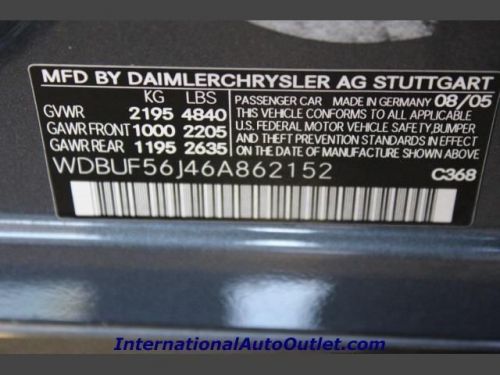 MFD BY DAIMLERCHRYSLER AG STUTTGART
KG LBS
GVWR 2195 4840
GAWR FRONT 1000 2205
GAWR REAR 1195 2635
PASSENGER CAR MADE IN GERMANY 08/05
THIS VEHICLE CONFORMS TO ALL APPLICABLE
U.S. FEDERAL MOTOR VEHICLE SAFETY, BUMPER
AND THEFT PREVENTION STANDARDS IN EFFECT
ON THE DATE OF MANUFACTURE SHOWN ABOVE
WDBUF56J46A862152
C368
InternationalAutoOutlet.com